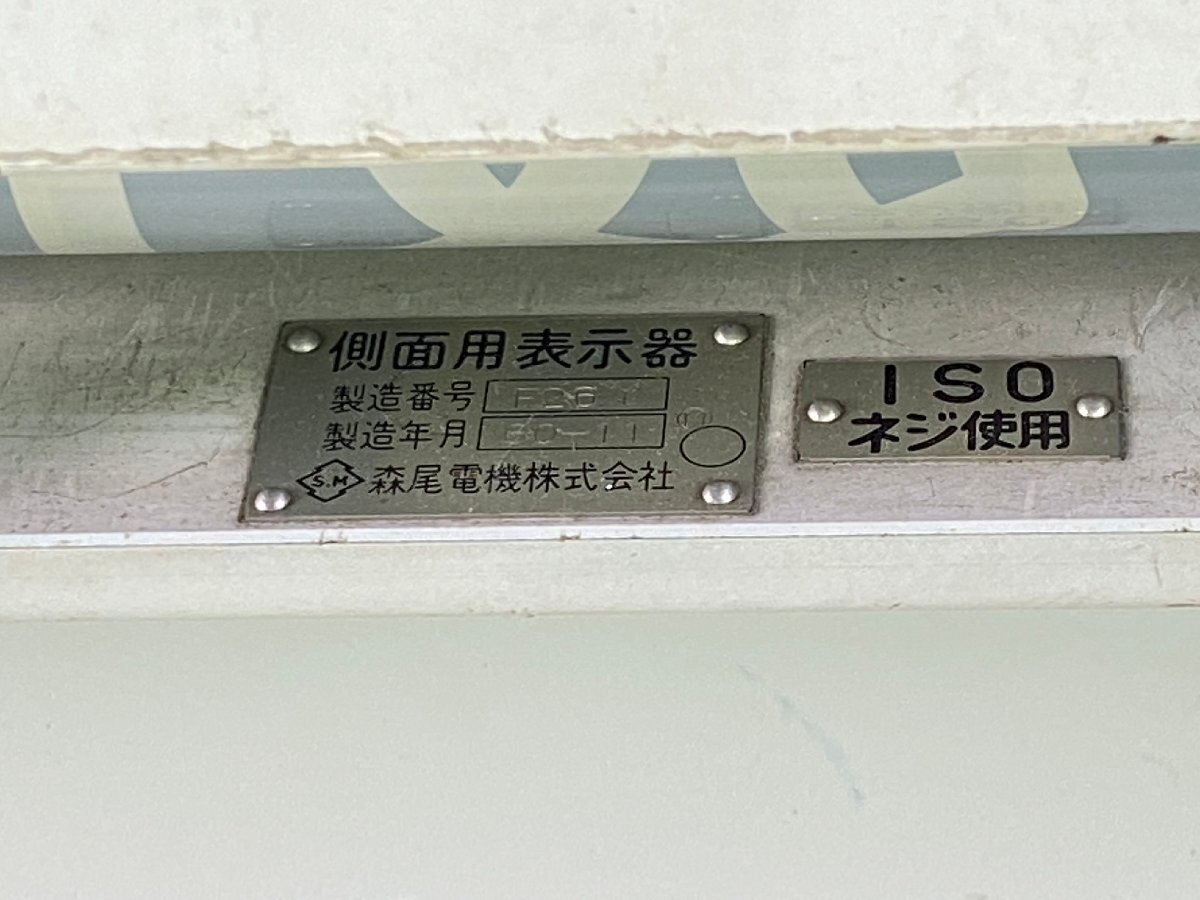 側面用表示器
製造番号
製造年月
S.M 森尾電機株式会社
ISO
ネジ使用